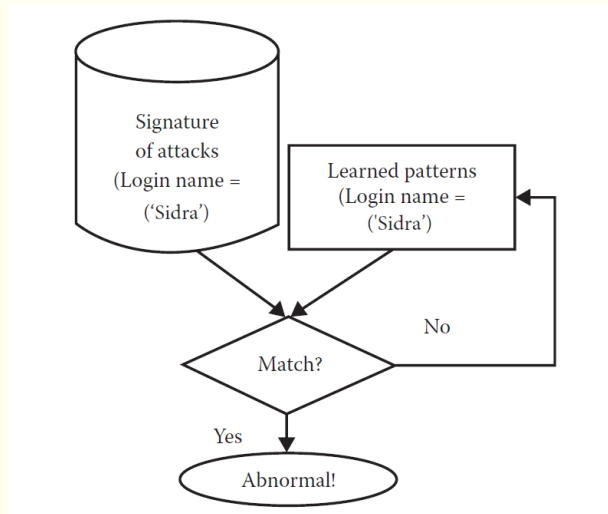 Signature
of attacks
(Login name =
(‘Sidra’)
Learned patterns
(Login name =
('Sidra’)
No
Match?
Yes
Abnormal!